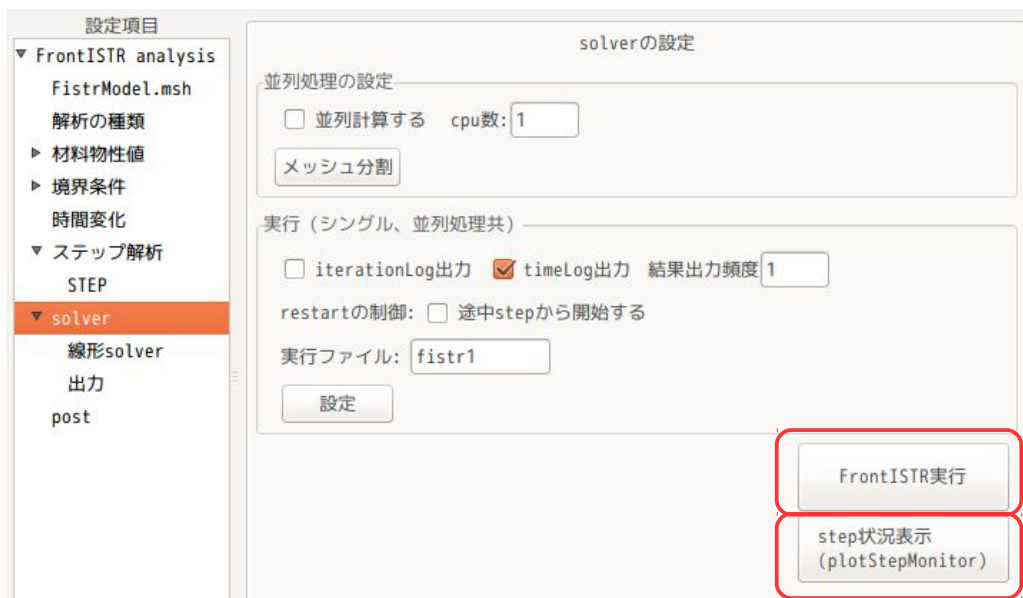 設定項目
FrontISTR analysis
FistrModel.msh
解析の種類
材料物性値
境界条件
時間変化
ステップ解析
STEP
solver
線形solver
出力
post
solverの設定
並列処理の設定
並列計算する cpu数: 1
メッシュ分割
実行（シングル、並列処理共）
iterationLog出力 timeLog出力 結果出力頻度 1
restartの制御: 途中stepから開始する
実行ファイル: fistr1
設定
FrontISTR実行
step状況表示
(plotStepMonitor)